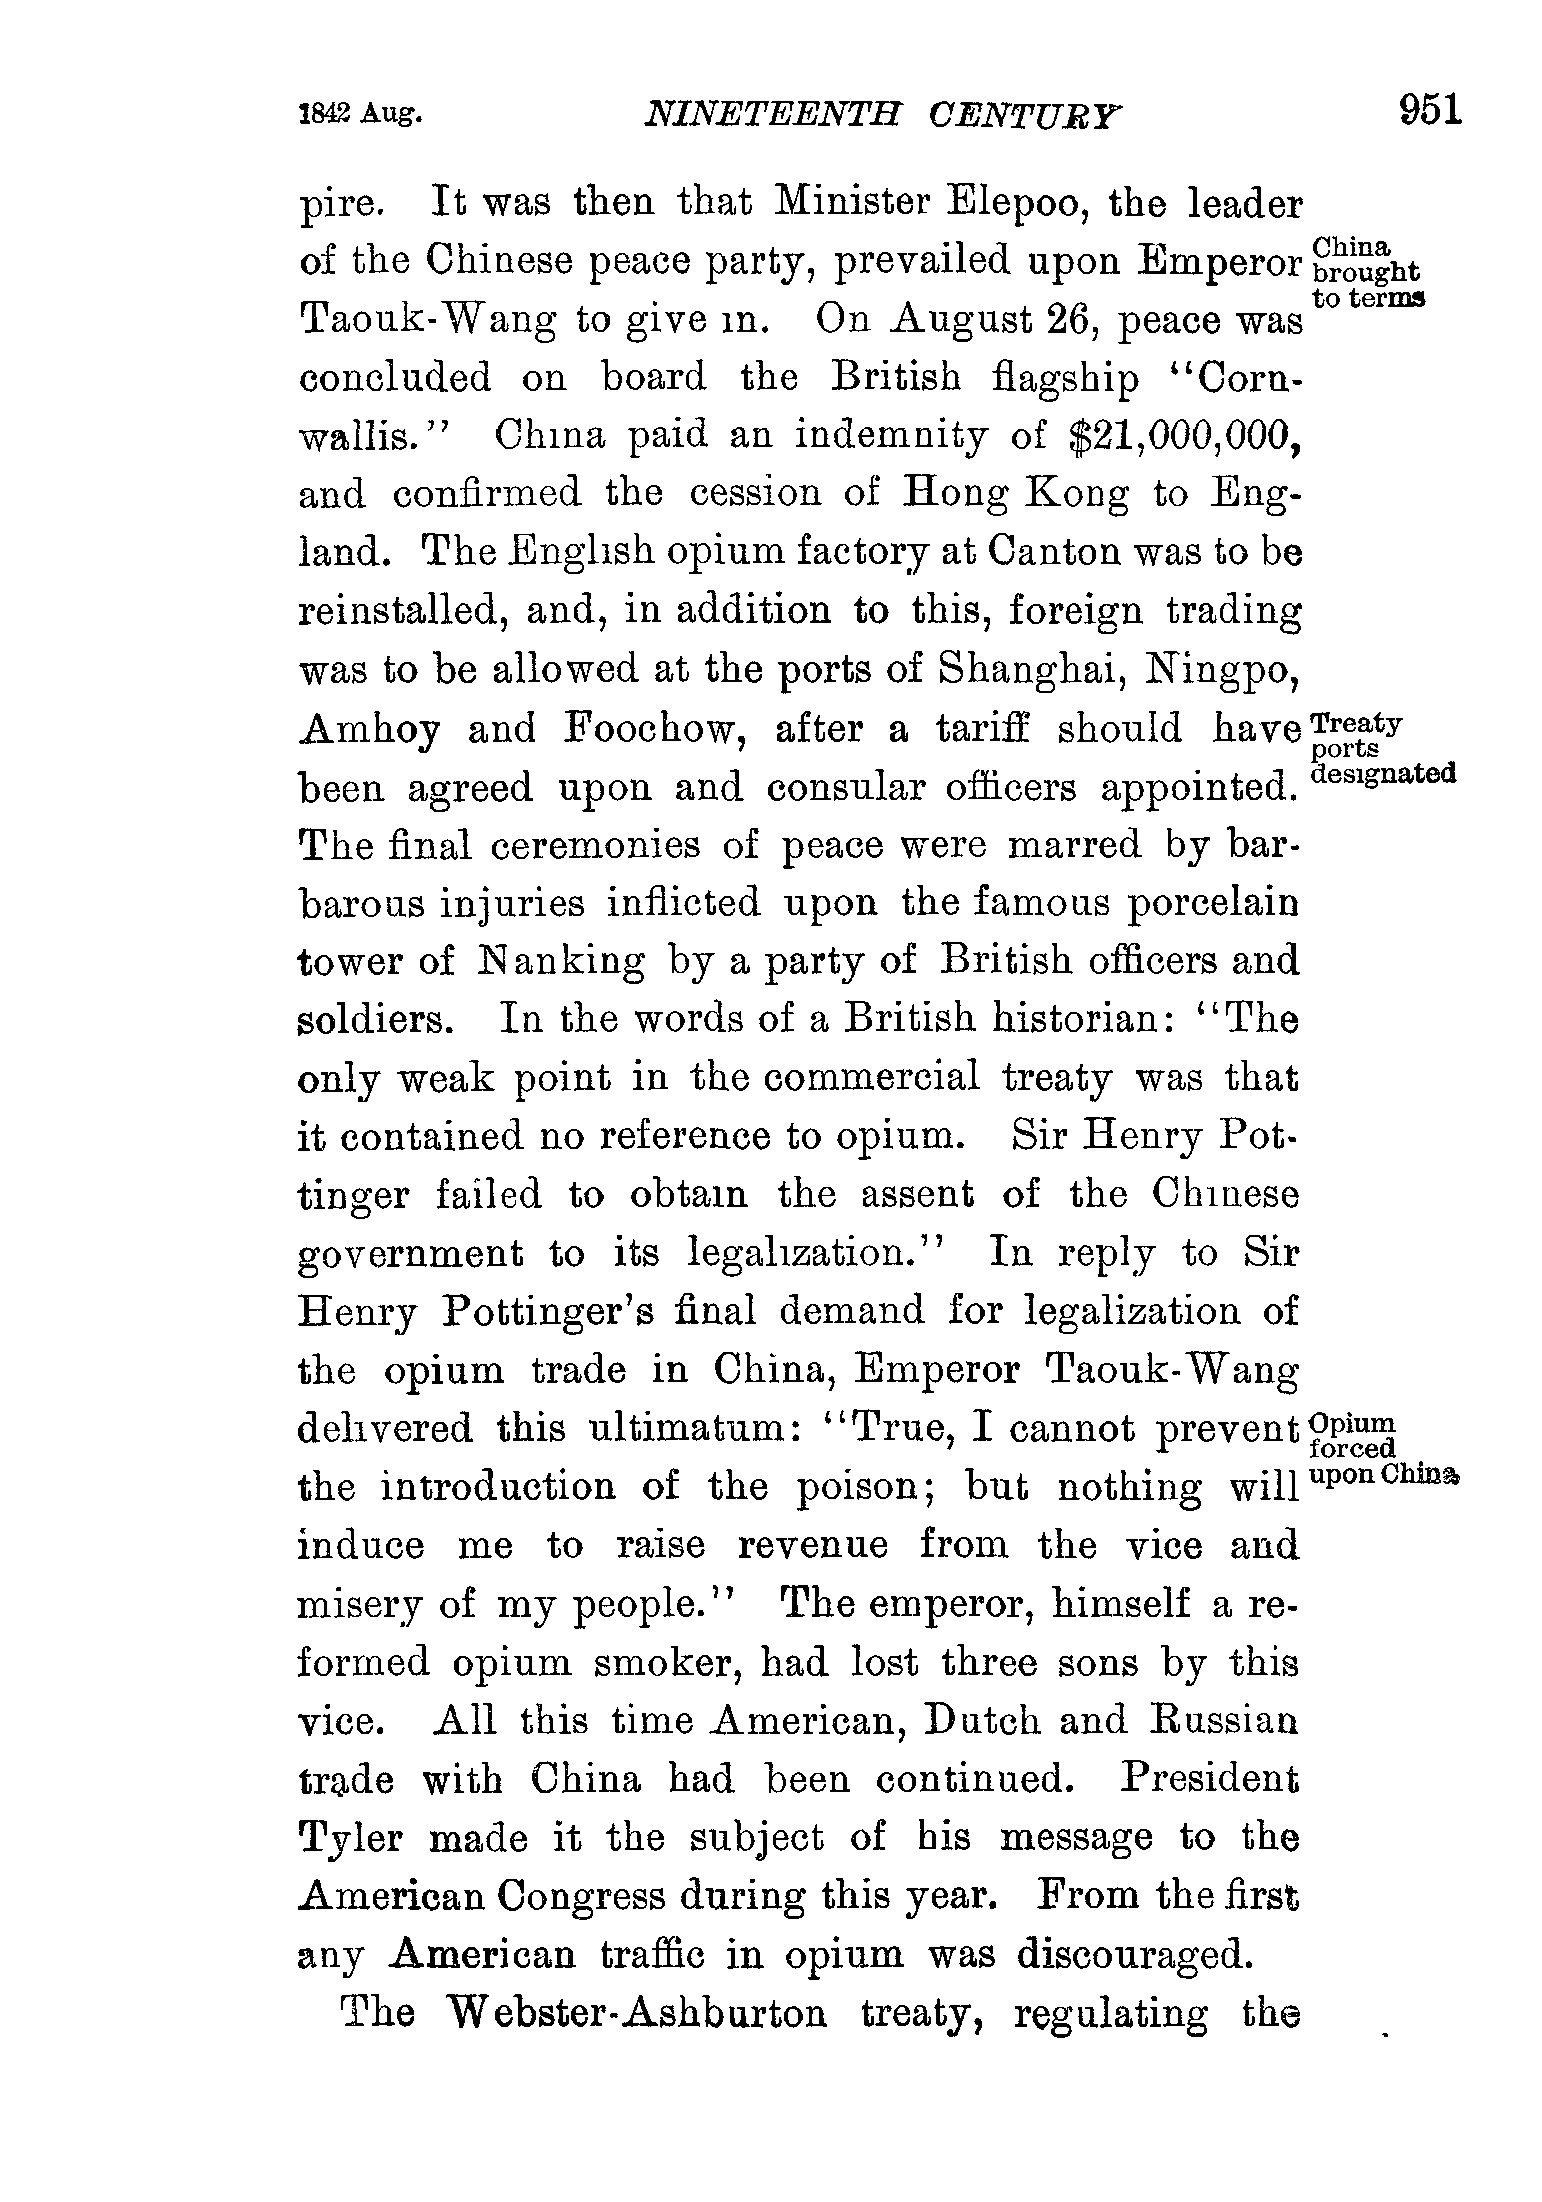 1842 Aug. NINETEENTH CENTURY 951
pire. It was then that Minister Elepoo, the leader
of the Chinese peace party, prevailed upon Emperor
China
brought
to terms
Taouk-Wang to give in. On August 26, peace was
concluded on board the British flagship "Corn-
wallis." China paid an indemnity of $21,000,000,
and confirmed the cession of Hong Kong to Eng-
land. The English opium factory at Canton was to be
reinstalled, and, in addition to this, foreign trading
was to be allowed at the ports of Shanghai, Ningpo,
Amhoy and Foochow, after a tariff should have
Treaty
ports
designated
been agreed upon and consular officers appointed.
The final ceremonies of peace were marred by bar-
barous injuries inflicted upon the famous porcelain
tower of Nanking by a party of British officers and
soldiers. In the words of a British historian: "The
only weak point in the commercial treaty was that
it contained no reference to opium. Sir Henry Pot-
tinger failed to obtain the assent of the Chinese
government to its legalization." In reply to Sir
Henry Pottinger's final demand for legalization of
the opium trade in China, Emperor Taouk-Wang
delivered this ultimatum: "True, I cannot prevent
Opium
forced
upon China
the introduction of the poison; but nothing will
induce me to raise revenue from the vice and
misery of my people." The emperor, himself a re-
formed opium smoker, had lost three sons by this
vice. All this time American, Dutch and Russian
trade with China had been continued. President
Tyler made it the subject of his message to the
American Congress during this year. From the first
any American traffic in opium was discouraged.
The Webster-Ashburton treaty, regulating the